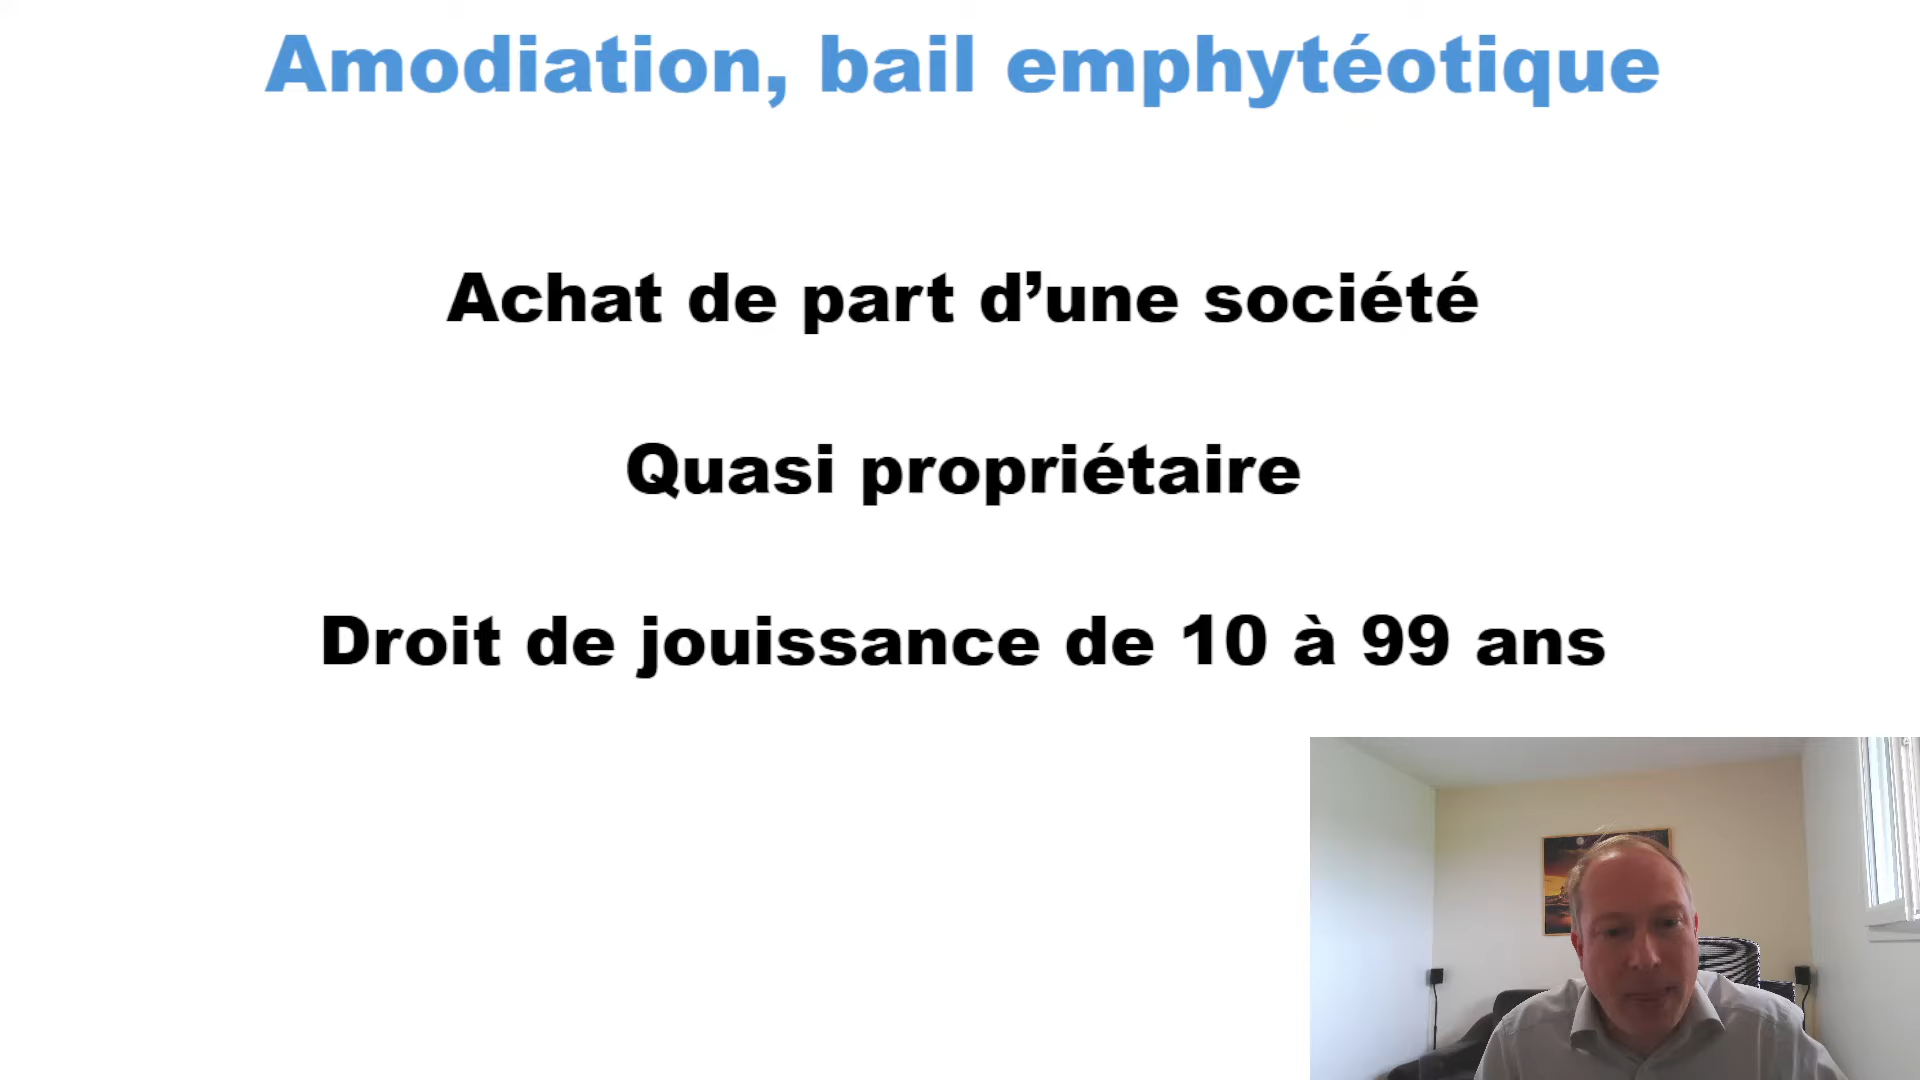 Amodiation, bail emphytéotique
Achat de part d’une société
Quasi propriétaire
Droit de jouissance de 10 à 99 ans